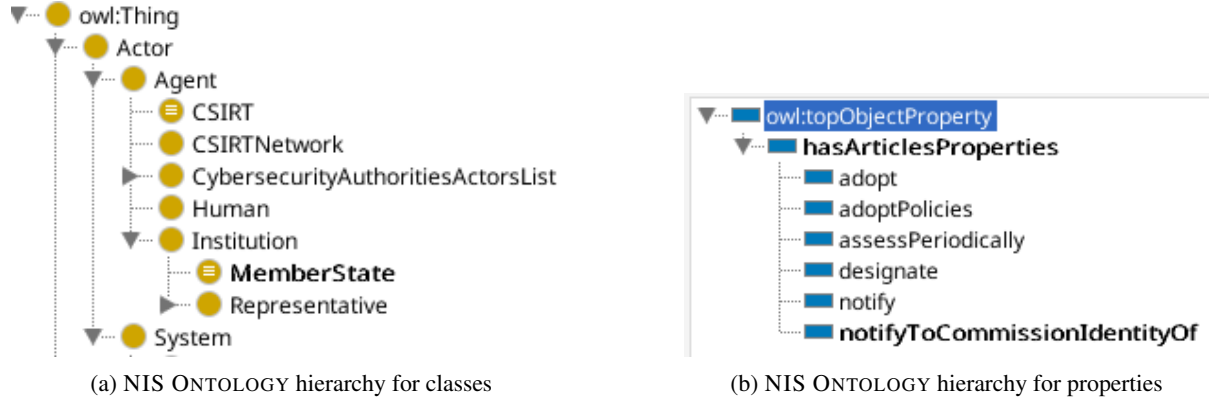 owl:Thing
Actor
Agent
CSIRT
CSIRTNetwork
CybersecurityAuthoritiesActorsList
Human
Institution
MemberState
Representative
System
(a) NIS ONTOLOGY hierarchy for classes
owl:topObjectProperty
hasArticlesProperties
adopt
adoptPolicies
assessPeriodically
designate
notify
notifyToCommissionIdentityOf
(b) NIS ONTOLOGY hierarchy for properties